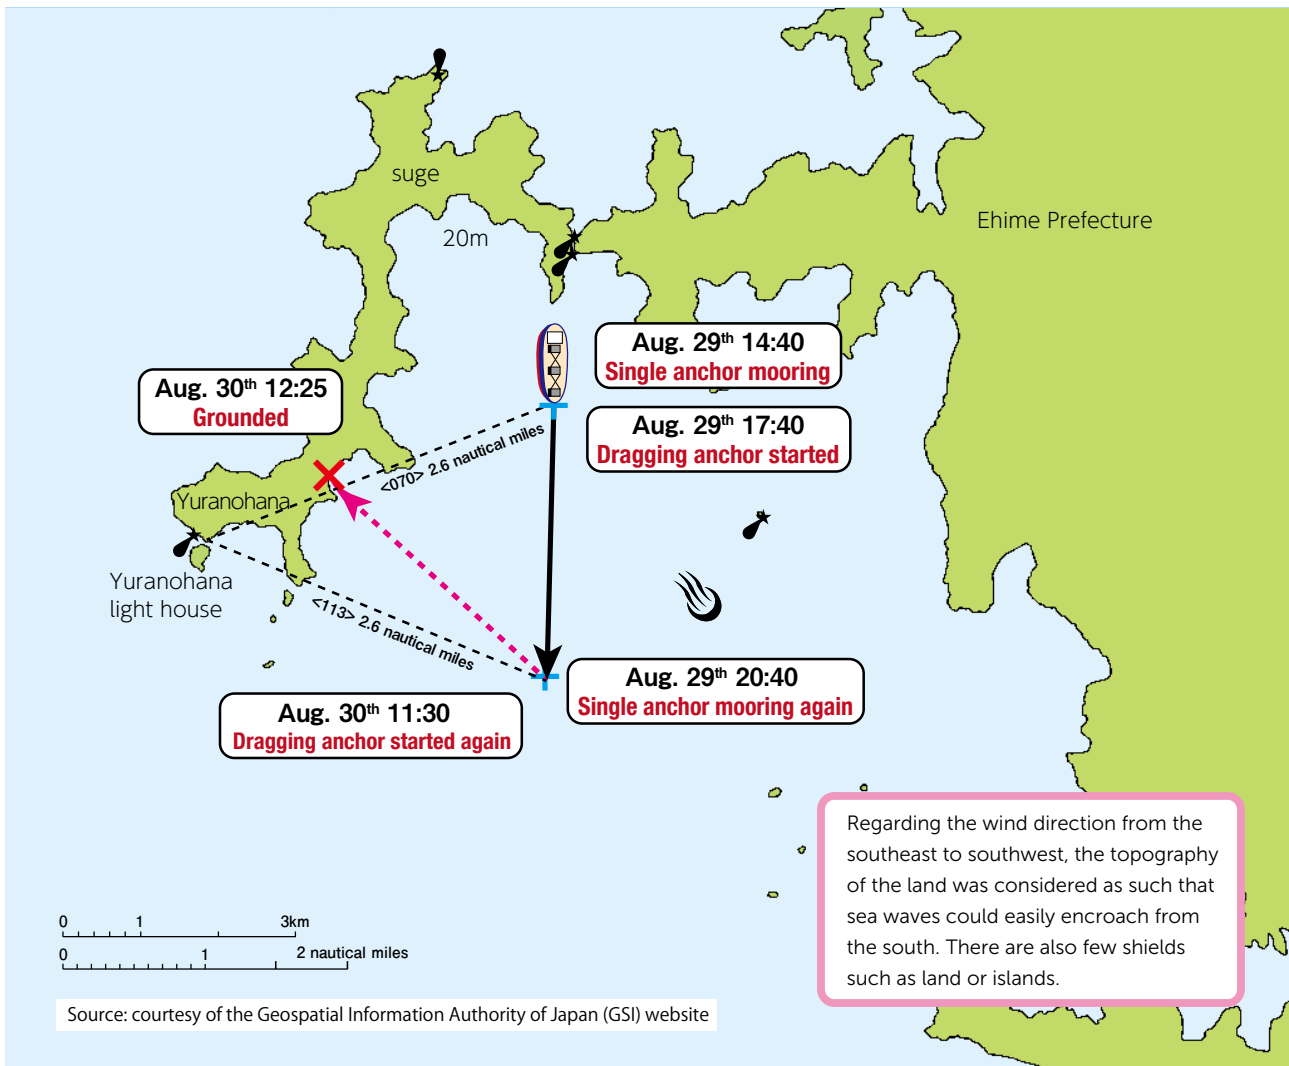 suge
20m
Ehime Prefecture
Aug. 29th 14:40
Single anchor mooring
Aug. 30th 12:25
Grounded
Aug. 29th 17:40
Dragging anchor started
<070> 2.6 nautical miles
Yuranohana
Yuranohana
light house
<113> 2.6 nautical miles
Aug. 29th 20:40
Single anchor mooring again
Aug. 30th 11:30
Dragging anchor started again
Regarding the wind direction from the
southeast to southwest, the topography
of the land was considered as such that
sea waves could easily encroach from
the south. There are also few shields
such as land or islands.
0 1 3km
0 1 2 nautical miles
Source: courtesy of the Geospatial Information Authority of Japan (GSI) website